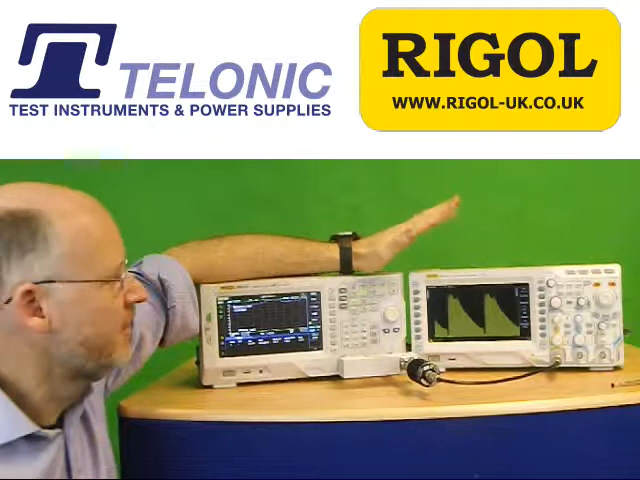 TELONIC
TEST INSTRUMENTS & POWER SUPPLIES
RIGOL
WWW.RIGOL-UK.CO.UK